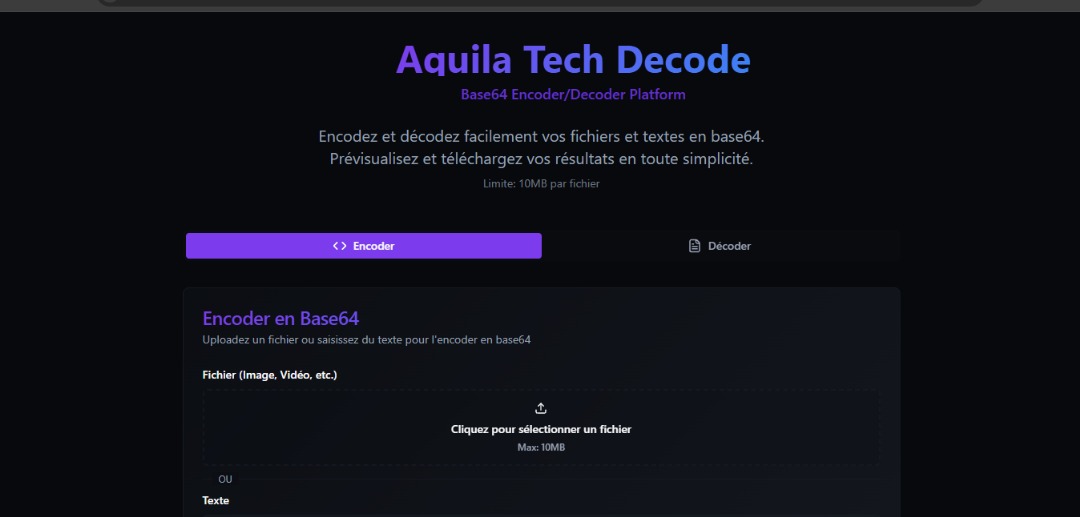 Aquila Tech Decode
Base64 Encoder/Decoder Platform
Encodez et décodez facilement vos fichiers et textes en base64.
Prévisualisez et téléchargez vos résultats en toute simplicité.
Limite: 10MB par fichier
Encoder
Décoder
Encoder en Base64
Uploadez un fichier ou saisissez du texte pour l'encoder en base64
Fichier (Image, Vidéo, etc.)
Cliquez pour sélectionner un fichier
Max: 10MB
OU
Texte